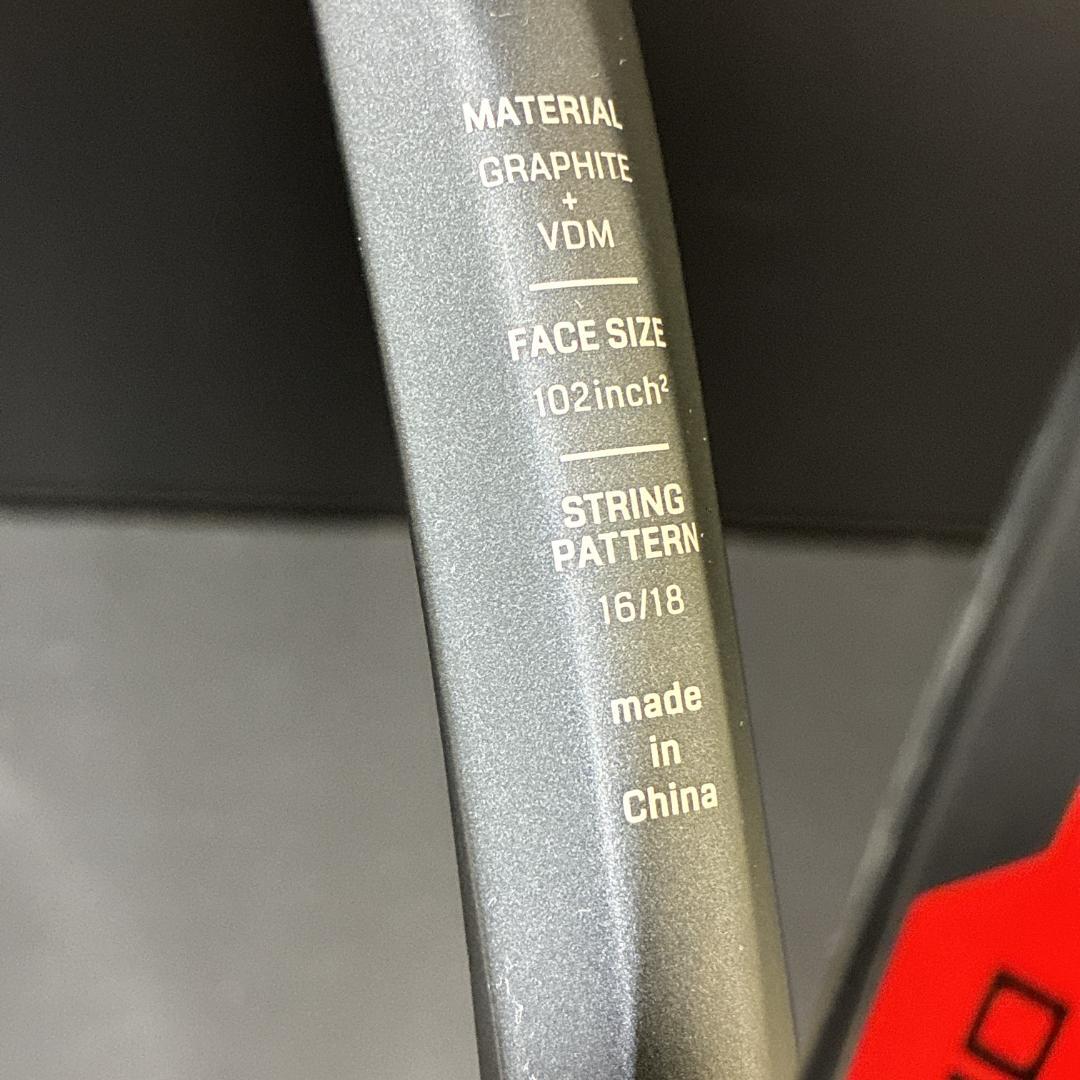 MATERIAL
GRAPHITE
+
VDM
FACE SIZE
102inch²
STRING
PATTERN
16/18
made
in
China